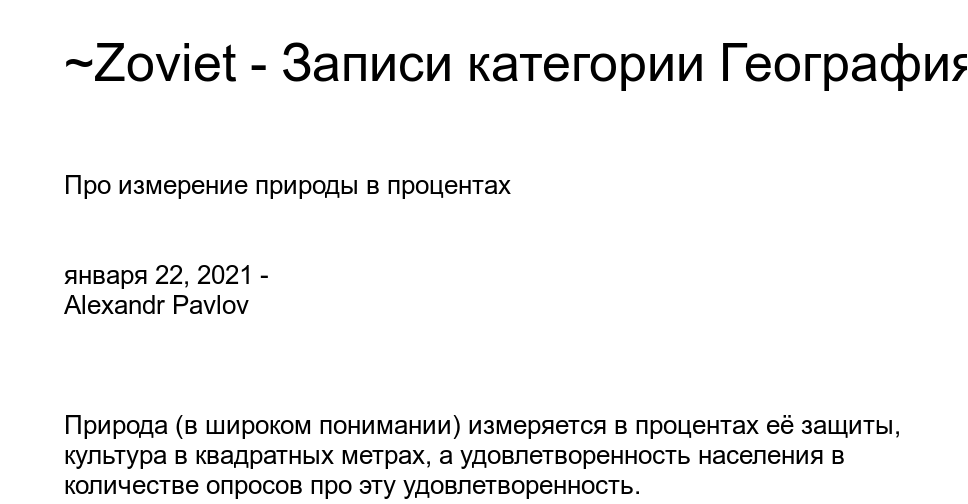 ~Zoviet - Записи категории География
Про измерение природы в процентах
января 22, 2021 -
Alexandr Pavlov
Природа (в широком понимании) измеряется в процентах её защиты,
культура в квадратных метрах, а удовлетворенность населения в
количестве опросов про эту удовлетворенность.